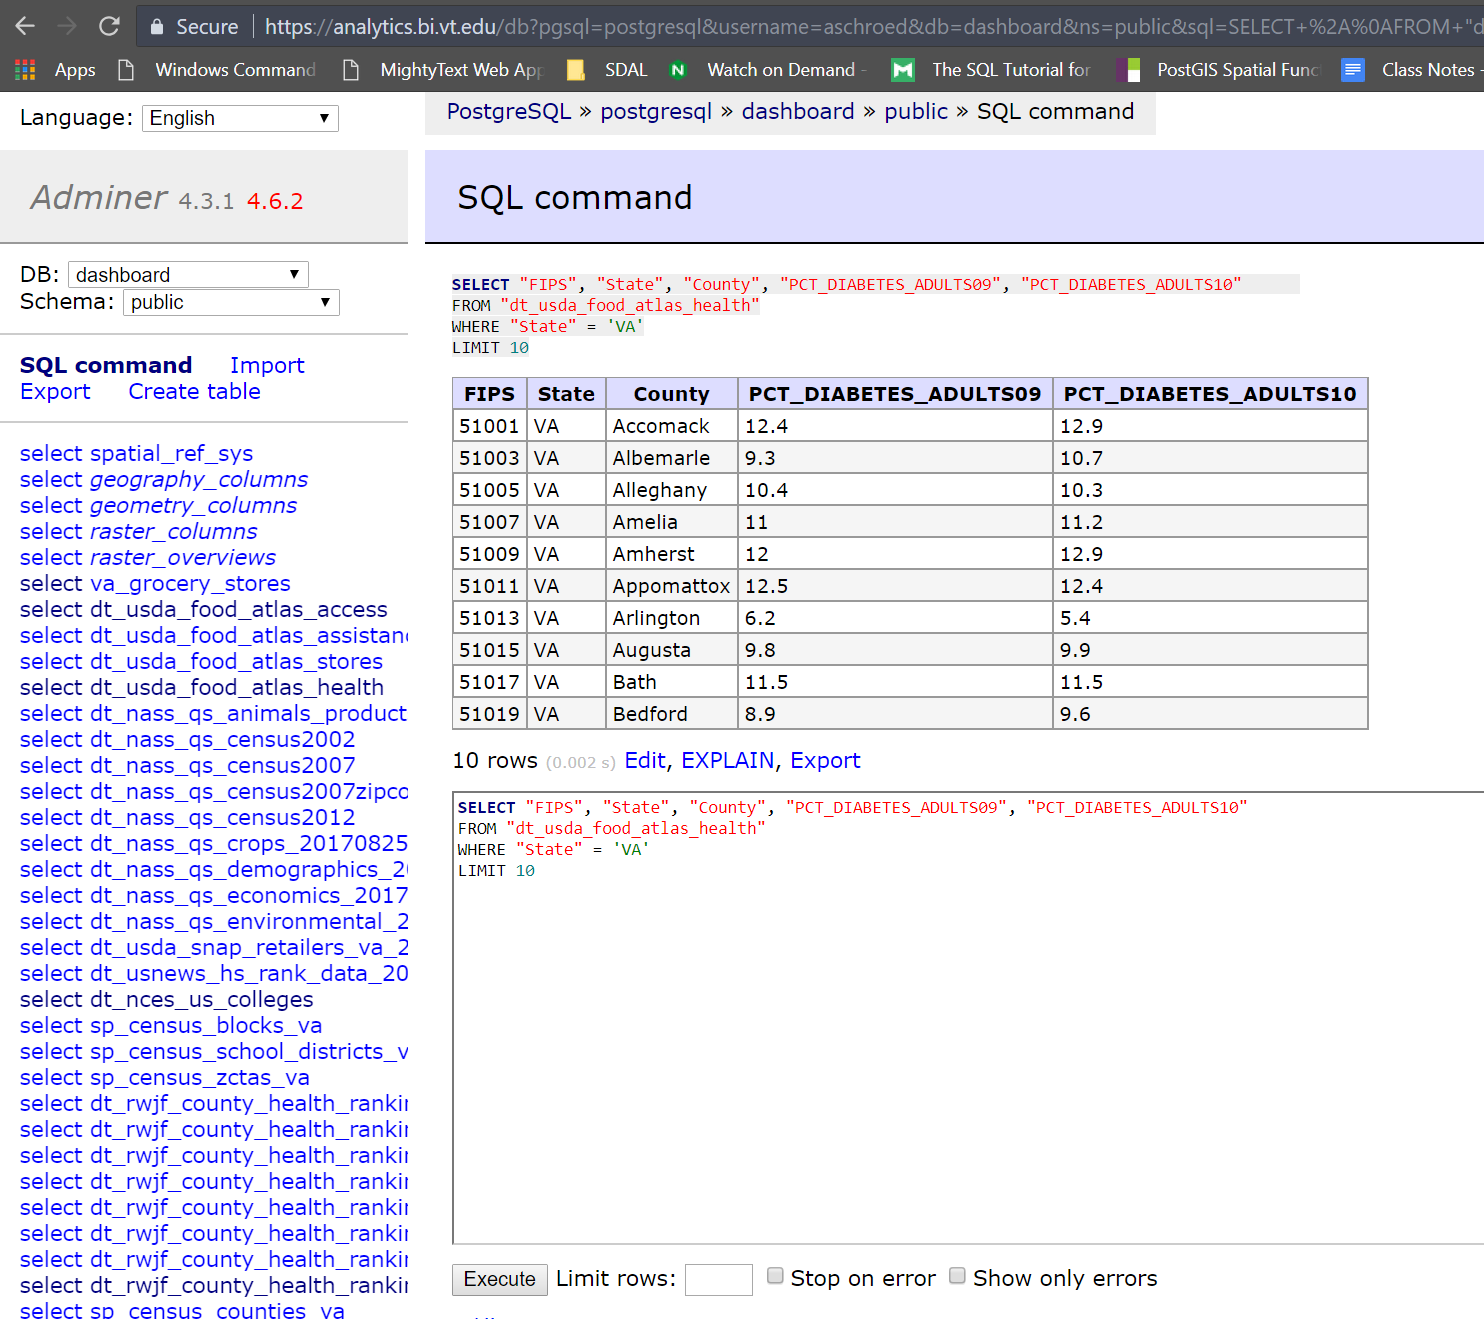 Secure https://analytics.bi.vt.edu/db?pgsql=postgresql&username=aschroed&db=dashboard&ns=public&sql=SELECT+%2A%0AFROM+"d
Apps Windows Command MightyText Web App SDAL Watch on Demand - The SQL Tutorial for PostGIS Spatial Func Class Notes -
Language: English
PostgreSQL » postgresql » dashboard » public » SQL command
Adminer 4.3.1 4.6.2
SQL command
DB: dashboard
Schema: public
SQL command Import
Export Create table
select spatial_ref_sys
select geography_columns
select geometry_columns
select raster_columns
select raster_overviews
select va_grocery_stores
select dt_usda_food_atlas_access
select dt_usda_food_atlas_assistanc
select dt_usda_food_atlas_stores
select dt_usda_food_atlas_health
select dt_nass_qs_animals_product
select dt_nass_qs_census2002
select dt_nass_qs_census2007
select dt_nass_qs_census2007zipco
select dt_nass_qs_census2012
select dt_nass_qs_crops_20170825
select dt_nass_qs_demographics_20
select dt_nass_qs_economics_2017
select dt_nass_qs_environmental_2
select dt_usda_snap_retailers_va_2
select dt_usnews_hs_rank_data_20
select dt_nces_us_colleges
select sp_census_blocks_va
select sp_census_school_districts_v
select sp_census_zctas_va
select dt_rwjf_county_health_rankin
select dt_rwjf_county_health_rankin
select dt_rwjf_county_health_rankin
select dt_rwjf_county_health_rankin
select dt_rwjf_county_health_rankin
select dt_rwjf_county_health_rankin
select dt_rwjf_county_health_rankin
select dt_rwjf_county_health_rankin
select sp_census_counties_va
SELECT "FIPS", "State", "County", "PCT_DIABETES_ADULTS09", "PCT_DIABETES_ADULTS10"
FROM "dt_usda_food_atlas_health"
WHERE "State" = 'VA'
LIMIT 10
FIPS State County PCT_DIABETES_ADULTS09 PCT_DIABETES_ADULTS10
51001 VA Accomack 12.4 12.9
51003 VA Albemarle 9.3 10.7
51005 VA Alleghany 10.4 10.3
51007 VA Amelia 11 11.2
51009 VA Amherst 12 12.9
51011 VA Appomattox 12.5 12.4
51013 VA Arlington 6.2 5.4
51015 VA Augusta 9.8 9.9
51017 VA Bath 11.5 11.5
51019 VA Bedford 8.9 9.6
10 rows (0.002 s) Edit, EXPLAIN, Export
SELECT "FIPS", "State", "County", "PCT_DIABETES_ADULTS09", "PCT_DIABETES_ADULTS10"
FROM "dt_usda_food_atlas_health"
WHERE "State" = 'VA'
LIMIT 10
Execute Limit rows: Stop on error Show only errors